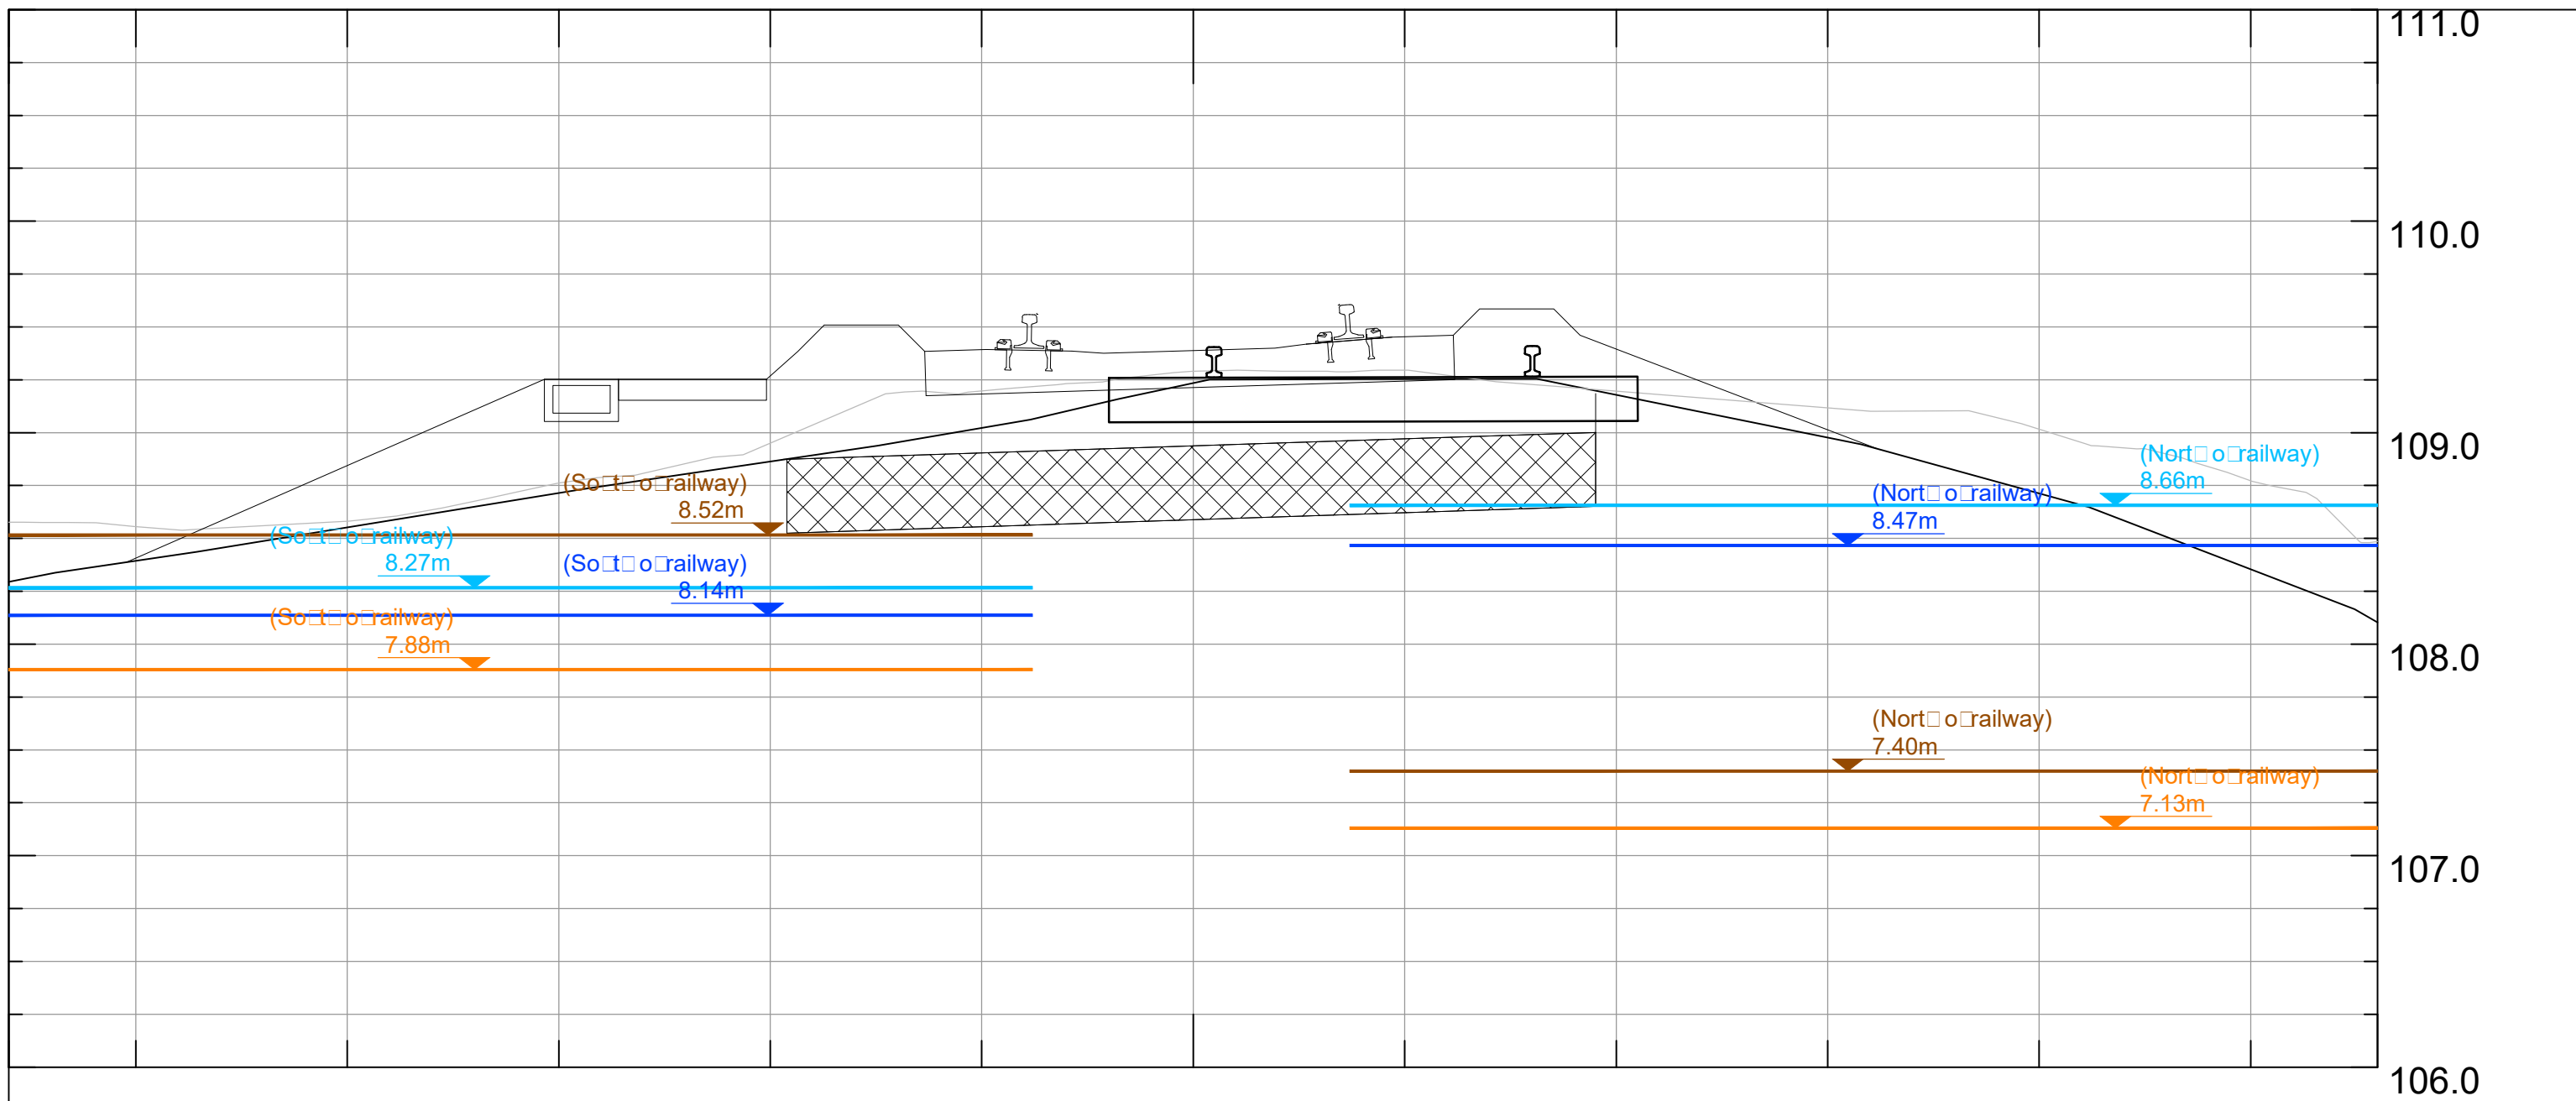 111.0
110.0
109.0
(Nort□ o□railway)
8.66m
(So□t□ o□railway)
8.52m
(Nort□ o□railway)
8.47m
(So□t□ o□railway)
8.27m
(So□t□ o□railway)
8.14m
(So□t□ o□railway)
7.88m
108.0
(Nort□ o□railway)
7.40m
(Nort□ o□railway)
7.13m
107.0
106.0